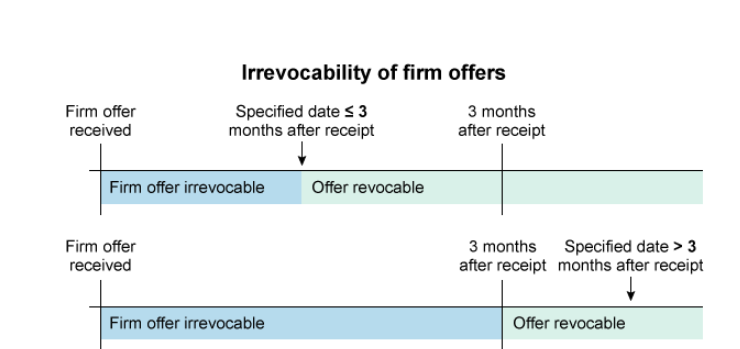 Irrevocability of firm offers
Firm offer
received
Specified date ≤ 3
months after receipt
3 months
after receipt
Firm offer irrevocable
Offer revocable
Firm offer
received
3 months
after receipt
Specified date > 3
months after receipt
Firm offer irrevocable
Offer revocable